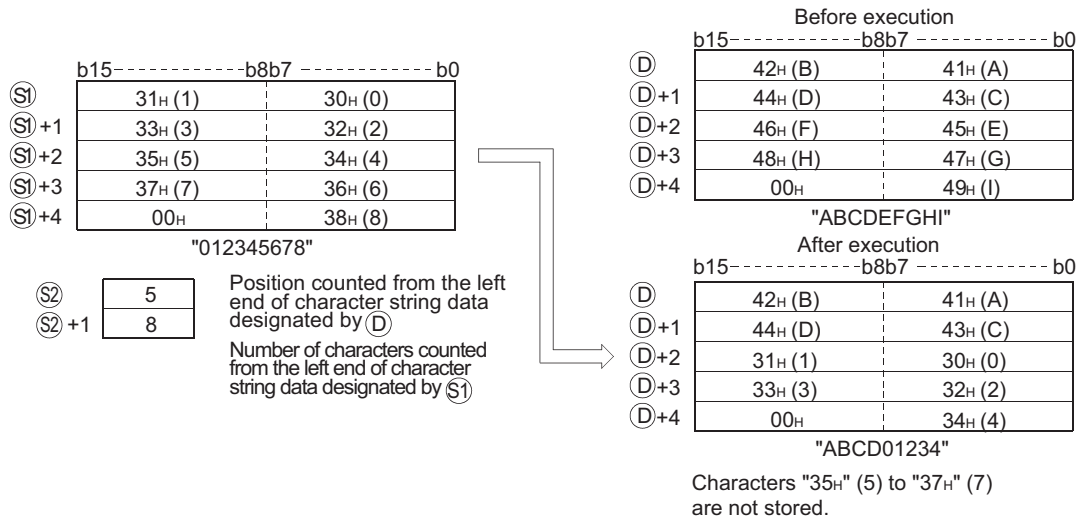 b15 b8b7 b0
S1 31H (1) 30H (0)
S1 +1 33H (3) 32H (2)
S1 +2 35H (5) 34H (4)
S1 +3 37H (7) 36H (6)
S1 +4 00H 38H (8)
"012345678"
S2 5
S2 +1 8
Position counted from the left
end of character string data
designated by D
Number of characters counted
from the left end of character
string data designated by S1
Before execution
b15 b8b7 b0
D 42H (B) 41H (A)
D+1 44H (D) 43H (C)
D+2 46H (F) 45H (E)
D+3 48H (H) 47H (G)
D+4 00H 49H (I)
"ABCDEFGHI"
After execution
b15 b8b7 b0
D 42H (B) 41H (A)
D+1 44H (D) 43H (C)
D+2 31H (1) 30H (0)
D+3 33H (3) 32H (2)
D+4 00H 34H (4)
"ABCD01234"
Characters "35H" (5) to "37H" (7)
are not stored.